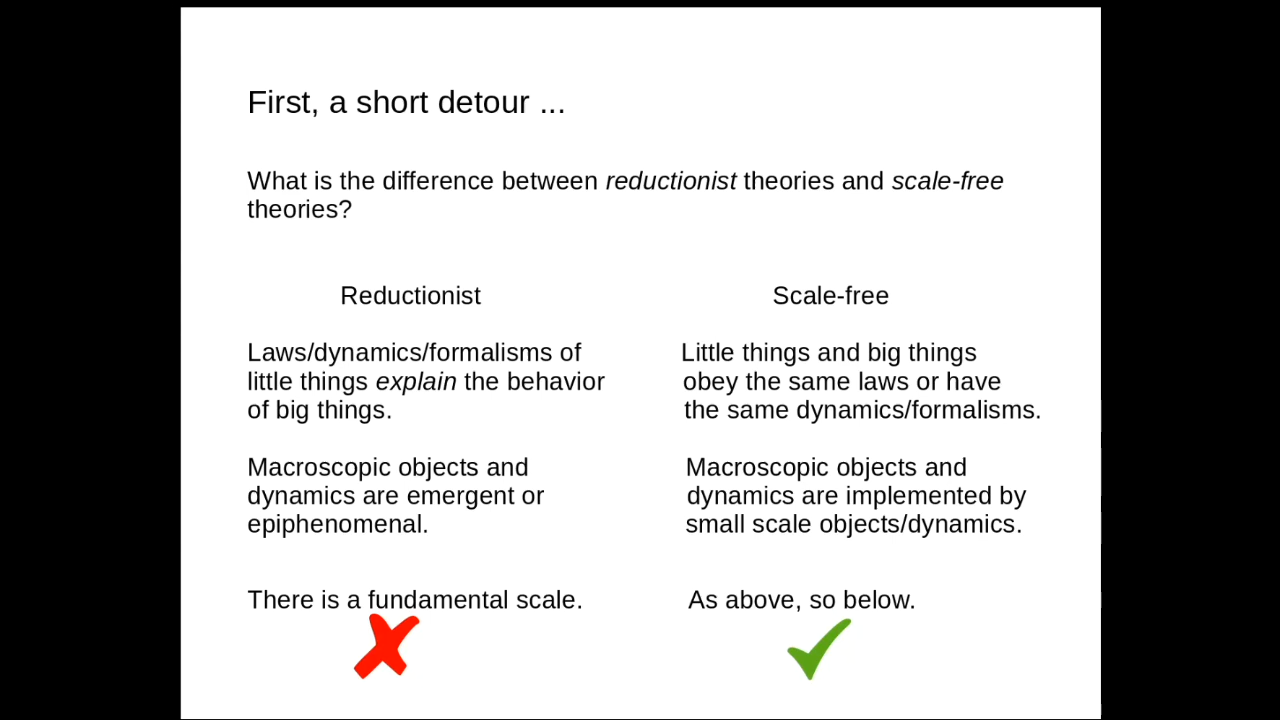 First, a short detour ...
What is the difference between reductionist theories and scale-free
theories?
Reductionist
Laws/dynamics/formalisms of
little things explain the behavior
of big things.
Macroscopic objects and
dynamics are emergent or
epiphenomenal.
There is a fundamental scale.
Scale-free
Little things and big things
obey the same laws or have
the same dynamics/formalisms.
Macroscopic objects and
dynamics are implemented by
small scale objects/dynamics.
As above, so below.